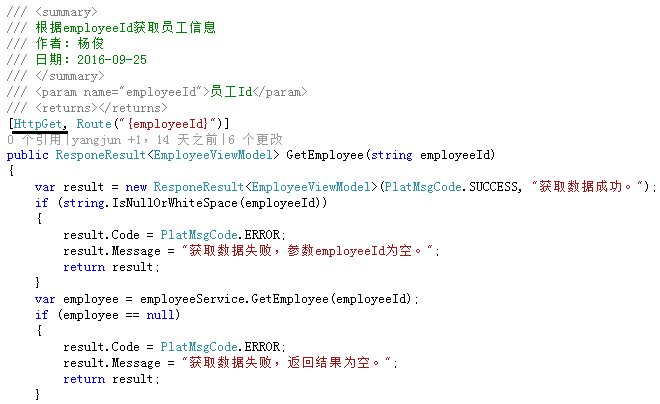 /// <summary>
/// 根据employeeId获取员工信息
/// 作者: 杨俊
/// 日期: 2016-09-25
/// </summary>
/// <param name="employeeId">员工Id</param>
/// <returns></returns>
[HttpGet, Route("{employeeId}")]
0 个引用|yangjun +1, 14 天之前|6 个更改
public ResponeResult<EmployeeViewModel> GetEmployee(string employeeId)
{
    var result = new ResponeResult<EmployeeViewModel>(PlatMsgCode.SUCCESS, "获取数据成功。");
    if (string.IsNullOrWhiteSpace(employeeId))
    {
        result.Code = PlatMsgCode.ERROR;
        result.Message = "获取数据失败, 参数employeeId为空。";
        return result;
    }
    var employee = employeeService.GetEmployee(employeeId);
    if (employee == null)
    {
        result.Code = PlatMsgCode.ERROR;
        result.Message = "获取数据失败, 返回结果为空。";
        return result;
    }